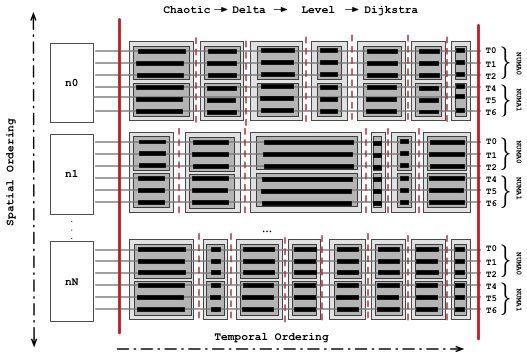 Chaotic → Delta → Level → Dijkstra
Spatial Ordering
n0
T0
T1
T2
T4
T5
T6
NUMA0
NUMA1
n1
T0
T1
T2
T4
T5
T6
NUMA0
NUMA1
...
...
nN
T0
T1
T2
T4
T5
T6
NUMA0
NUMA1
Temporal Ordering